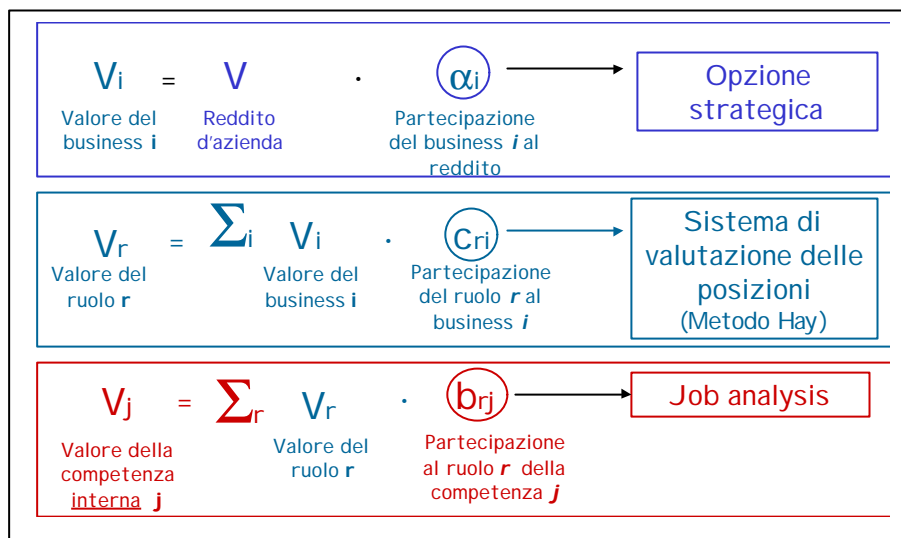 Vi = V · αi
Opzione strategica
Valore del business i
Reddito d'azienda
Partecipazione del business i al reddito
Vr = Σi Vi · cri
Sistema di valutazione delle posizioni (Metodo Hay)
Valore del ruolo r
Valore del business i
Partecipazione del ruolo r al business i
Vj = Σr Vr · brj
Job analysis
Valore della competenza interna j
Valore del ruolo r
Partecipazione al ruolo r della competenza j